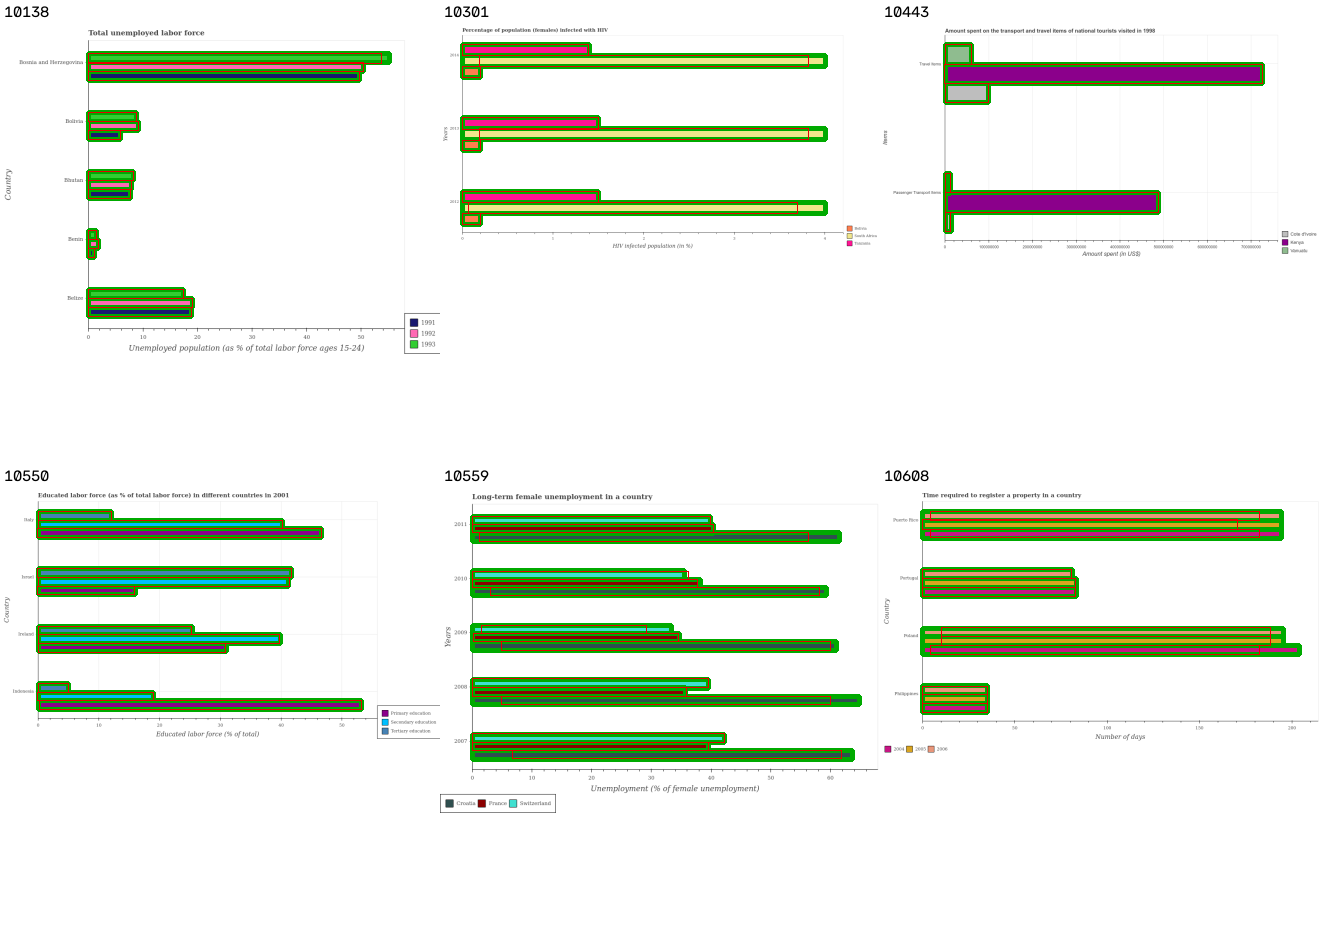 10138
Total unemployed labor force
Bosnia and Herzegovina
Bolivia
Bhutan
Benin
Belize
Country
0 10 20 30 40 50
Unemployed population (as % of total labor force ages 15-24)
1991
1992
1993
10301
Percentage of population (females) infected with HIV
Years
HIV infected population (in %)
Bolivia
South Africa
Tanzania
10443
Amount spent on the transport and travel items of national tourists visited in 1998
Travel Items
Passenger Transport Items
Items
Amount spent (in US$)
Cote d'Ivoire
Kenya
Vanuatu
10550
Educated labor force (as % of total labor force) in different countries in 2001
Italy
Israel
Ireland
Indonesia
Country
0 10 20 30 40 50
Educated labor force (% of total)
Primary education
Secondary education
Tertiary education
10559
Long-term female unemployment in a country
2011
2010
2009
2008
2007
Years
0 10 20 30 40 50 60
Unemployment (% of female unemployment)
Croatia France Switzerland
10608
Time required to register a property in a country
Puerto Rico
Portugal
Poland
Philippines
Country
0 50 100 150 200
Number of days
2004 2005 2006